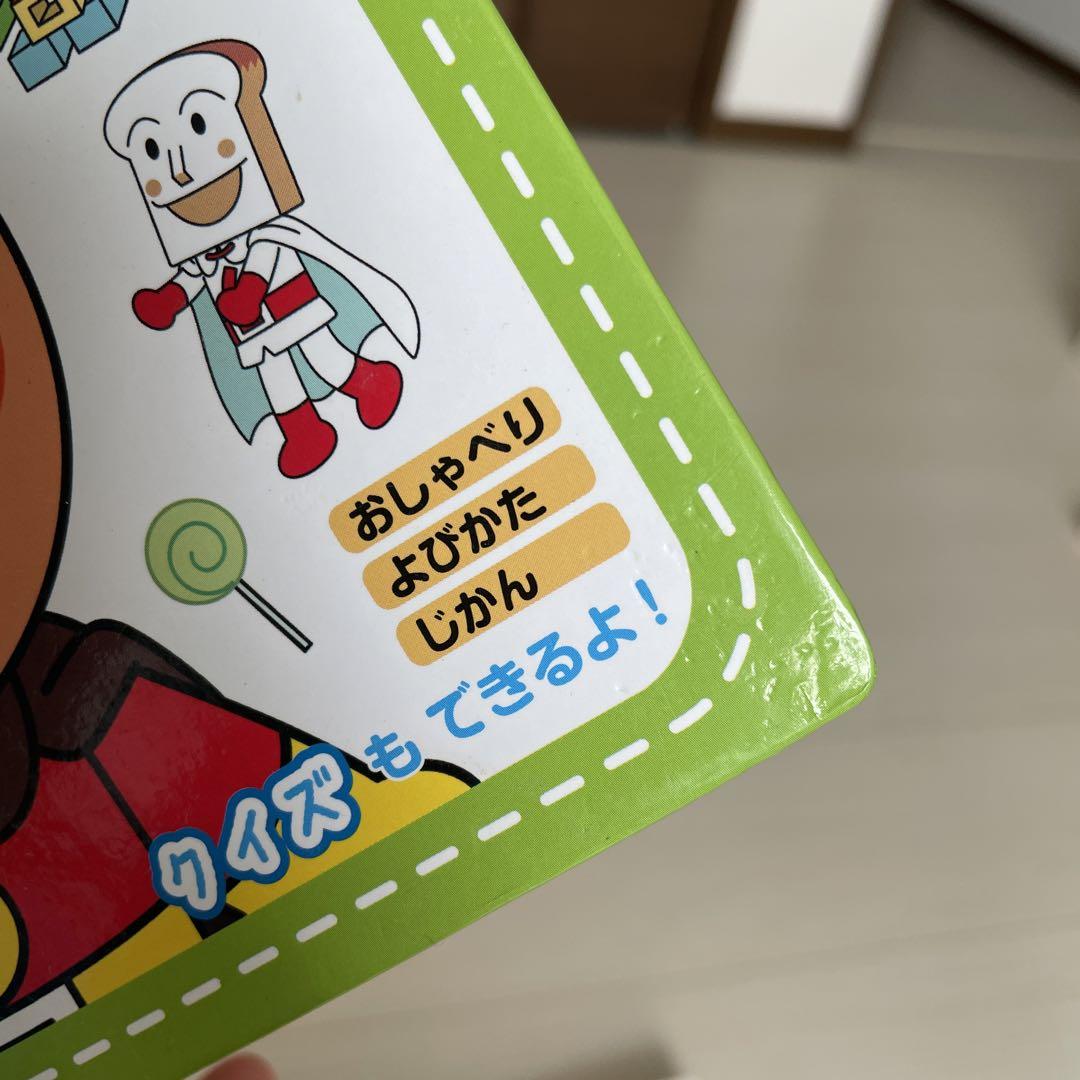 おしゃべり
よびかた
じかん
クイズも できるよ!